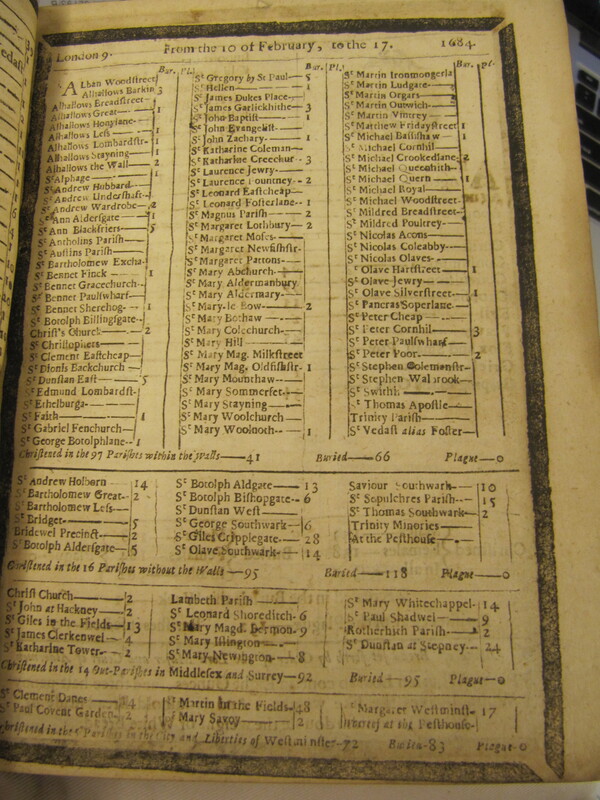 London 9. From the 10 of February, to the 17. 1684.
Bur. Pl.
ALban Woodstreet
Alhallows Barkin 3
Alhallows Breadstreet
Alhallows Great 1
Alhallows Honylane
Alhallows Less 1
Alhallows Lombardstr 1
Alhallows Stayning 1
Alhallows the Wall 2
St Alphage 1
St Andrew Hubbard
St Andrew Undershaft
St Andrew Wardrobe 2
St Ann Aldersgate 1
St Ann Blackfriers 5
St Antholins Parish
St Austins Parish
St Bartholomew Excha.
St Bennet Finck 1
St Bennet Gracechurch
St Bennet Paulswharf
St Bennet Sherehog 1
St Botolph Billingsgate
Christ's Church 2
St Christophers
St Clement Eastcheap
St Dionis Backchurch
St Dunstan East 5
St Edmund Lombardst.
St Ethelburga
St Faith 1
St Gabriel Fenchurch
St George Botolphlane 1
Bur. Pl.
St Gregory by St Paul 5
St Hellen 1
St James Dukes Place
St James Garlickhithe 3
St John Baptist 1
St John Evangelist
St John Zachary 1
St Katharine Coleman
St Katharine Creechur 3
St Laurence Jewry
St Laurence Pountney 2
St Leonard Eastcheap
St Leonard Fosterlane 1
St Magnus Parish 2
St Margaret Lothbury 2
St Margaret Moses
St Margaret Newfishstr.
St Margaret Pattons
St Mary Abchurch
St Mary Aldermanbury
St Mary Aldermary
St Mary le Bow 2
St Mary Bothaw
St Mary Colechurch
St Mary Hill
St Mary Mag. Milkstreet
St Mary Mag. Oldfishstr. 1
St Mary Mounthaw
St Mary Sommerset
St Mary Stayning
St Mary Woolchurch
St Mary Woolnoth 1
Bur. pl.
St Martin Ironmongerla
St Martin Ludgate
St Martin Orgars
St Martin Outwich
St Martin Vintrey
St Matthew Fridaystreet 1
St Michael Bassishaw 1
St Michael Cornhil
St Michael Crookedlane 2
St Michael Queenhith
St Michael Quern 1
St Michael Royal
St Michael Woodstreet
St Mildred Breadstreet
St Mildred Poultrey
St Nicolas Acons
St Nicolas Coleabby
St Nicolas Olaves
St Olave Hartstreet 1
St Olave Jewry
St Olave Silverstreet 1
St Pancras Soperlane
St Peter Cheap
St Peter Cornhil 3
St Peter Paulswharf
St Peter Poor 2
St Stephen Colemanstr
St Stephen Walbrook
St Swithin
St Thomas Apostle
Trinity Parish
St Vedast alias Foster
Christened in the 97 Parishes within the Walls 41 Buried 66 Plague 0
St Andrew Holborn 14
St Bartholomew Great 2
St Bartholomew Less
St Bridget 5
Bridewel Precinct 2
St Botolph Aldersgate 5
St Botolph Aldgate 13
St Botolph Bishopgate 6
St Dunstan West
St George Southwark 6
St Giles Cripplegate 28
St Olave Southwark 14
Saviour Southwark 10
St Sepulchres Parish 15
St Thomas Southwark 2
Trinity Minories
At the Pesthouse
Christened in the 16 Parishes without the Walls 95 Buried 118 Plague 0
Christ Church 2
St John at Hackney 2
St Giles in the Fields 13
St James Clerkenwel 4
St Katharine Tower 2
Lambeth Parish
St Leonard Shoreditch 6
St Mary Magd. Bermon. 9
St Mary Islington
St Mary Newington 8
St Mary Whitechappel 14
St Paul Shadwel 9
Rotherhith Parish 2
St Dunstan at Stepney 24
Christened in the 14 Out-Parishes in Middlesex and Surrey 92 Buried 95 Plague 0
St Clement Danes
St Paul Covent Garden 2
St Martin in the Fields 48
St Mary Savoy 2
St Margaret Westminst. 17
at the Pesthouse
Christened in the Parishes in the City and Liberties of Westminster 72 Buried 83 Plague 0